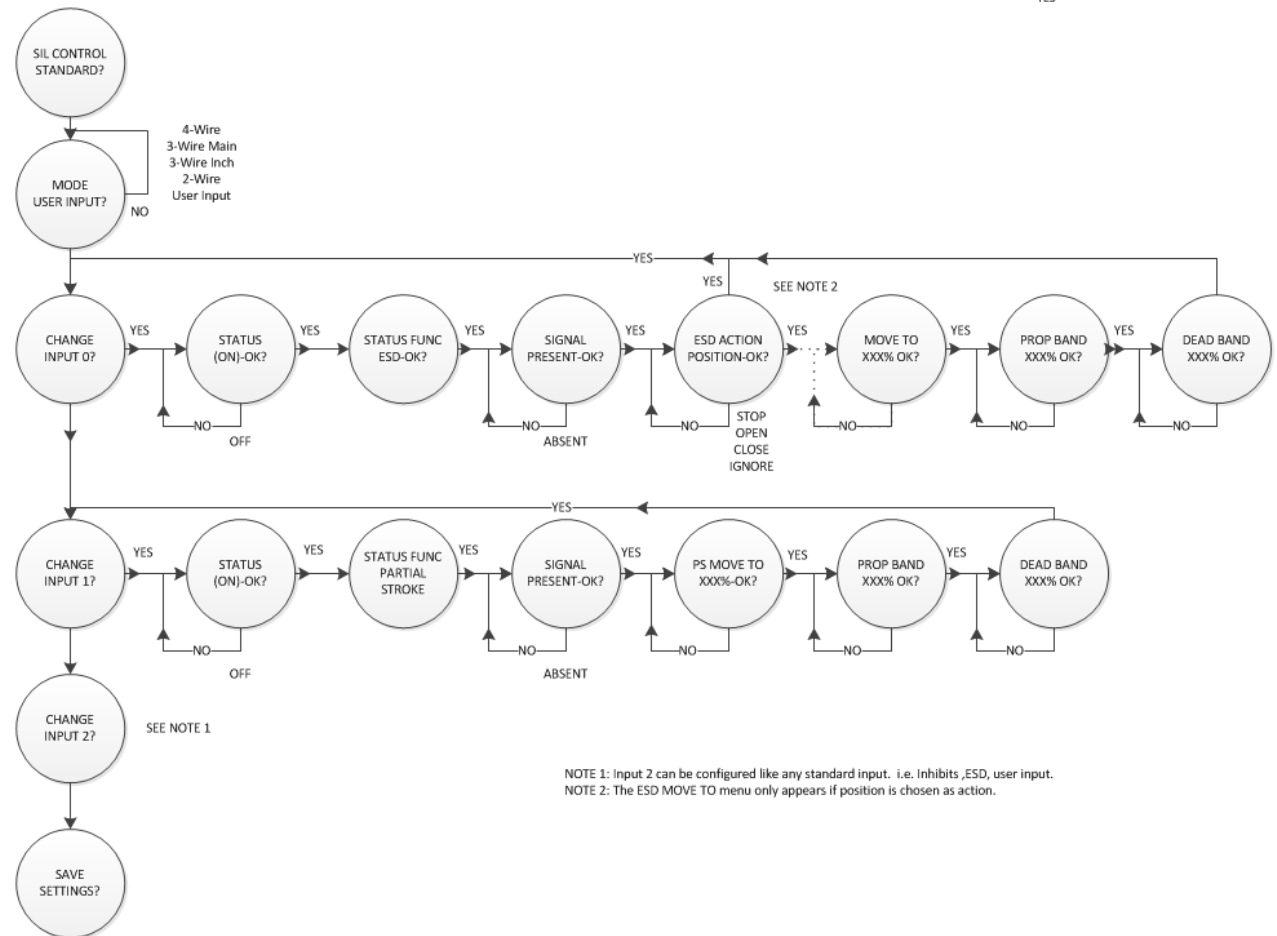 YES
SIL CONTROL
STANDARD?
4-Wire
3-Wire Main
3-Wire Inch
2-Wire
User Input
MODE
USER INPUT?
NO
YES
YES
SEE NOTE 2
CHANGE
INPUT 0?
YES
STATUS
(ON)-OK?
YES
STATUS FUNC
ESD-OK?
YES
SIGNAL
PRESENT-OK?
YES
ESD ACTION
POSITION-OK?
YES
MOVE TO
XXX% OK?
YES
PROP BAND
XXX% OK?
YES
DEAD BAND
XXX% OK?
NO
OFF
NO
ABSENT
NO
STOP
OPEN
CLOSE
IGNORE
NO
NO
NO
YES
CHANGE
INPUT 1?
YES
STATUS
(ON)-OK?
YES
STATUS FUNC
PARTIAL
STROKE
YES
SIGNAL
PRESENT-OK?
YES
PS MOVE TO
XXX%-OK?
YES
PROP BAND
XXX% OK?
YES
DEAD BAND
XXX% OK?
NO
OFF
NO
ABSENT
NO
NO
NO
CHANGE
INPUT 2?
SEE NOTE 1
NOTE 1: Input 2 can be configured like any standard input. i.e. Inhibits ,ESD, user input.
NOTE 2: The ESD MOVE TO menu only appears if position is chosen as action.
SAVE
SETTINGS?